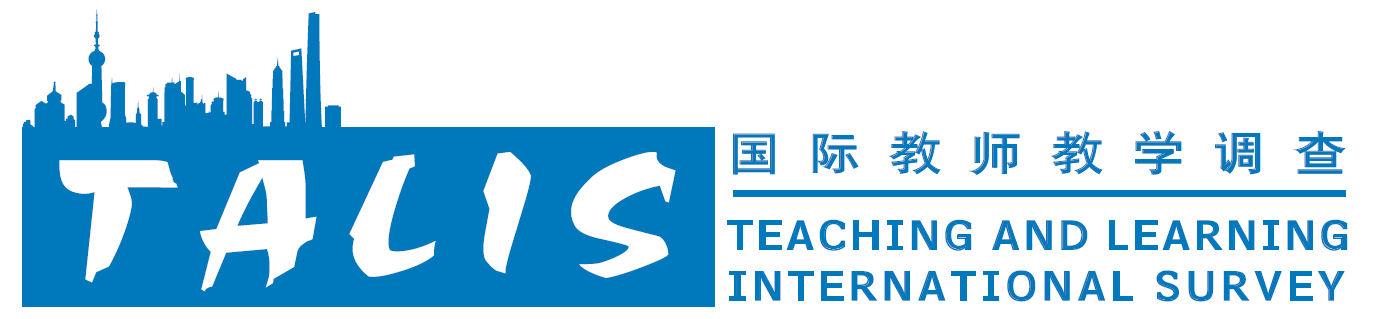 TALIS
国际教师教学调查
TEACHING AND LEARNING
INTERNATIONAL SURVEY